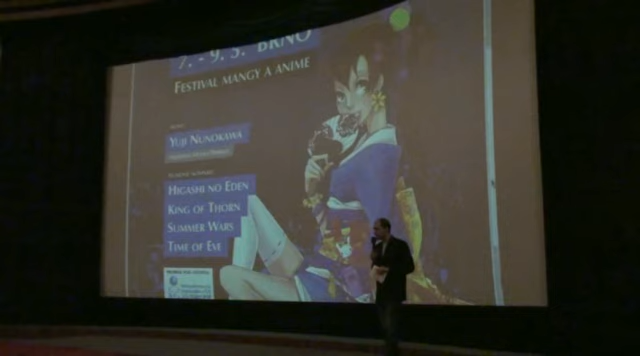 7. - 9. 5. BRNO
FESTIVAL MANGY A ANIME
YUJI NUNOKAWA
HIGASHI NO EDEN
KING OF THORN
SUMMER WARS
TIME OF EVE